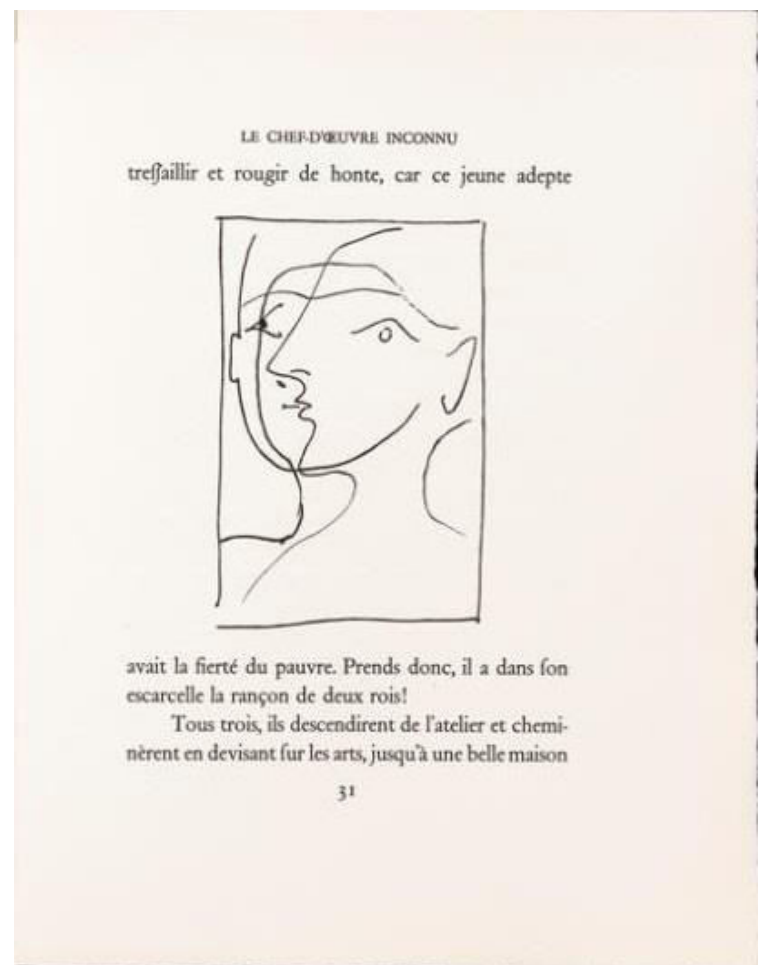 LE CHEF-D'ŒUVRE INCONNU
treſſaillir et rougir de honte, car ce jeune adepte
avait la fierté du pauvre. Prends donc, il a dans ſon
escarcelle la rançon de deux rois!
Tous trois, ils descendirent de l'atelier et chemi-
nèrent en devisant ſur les arts, jusqu'à une belle maison
31